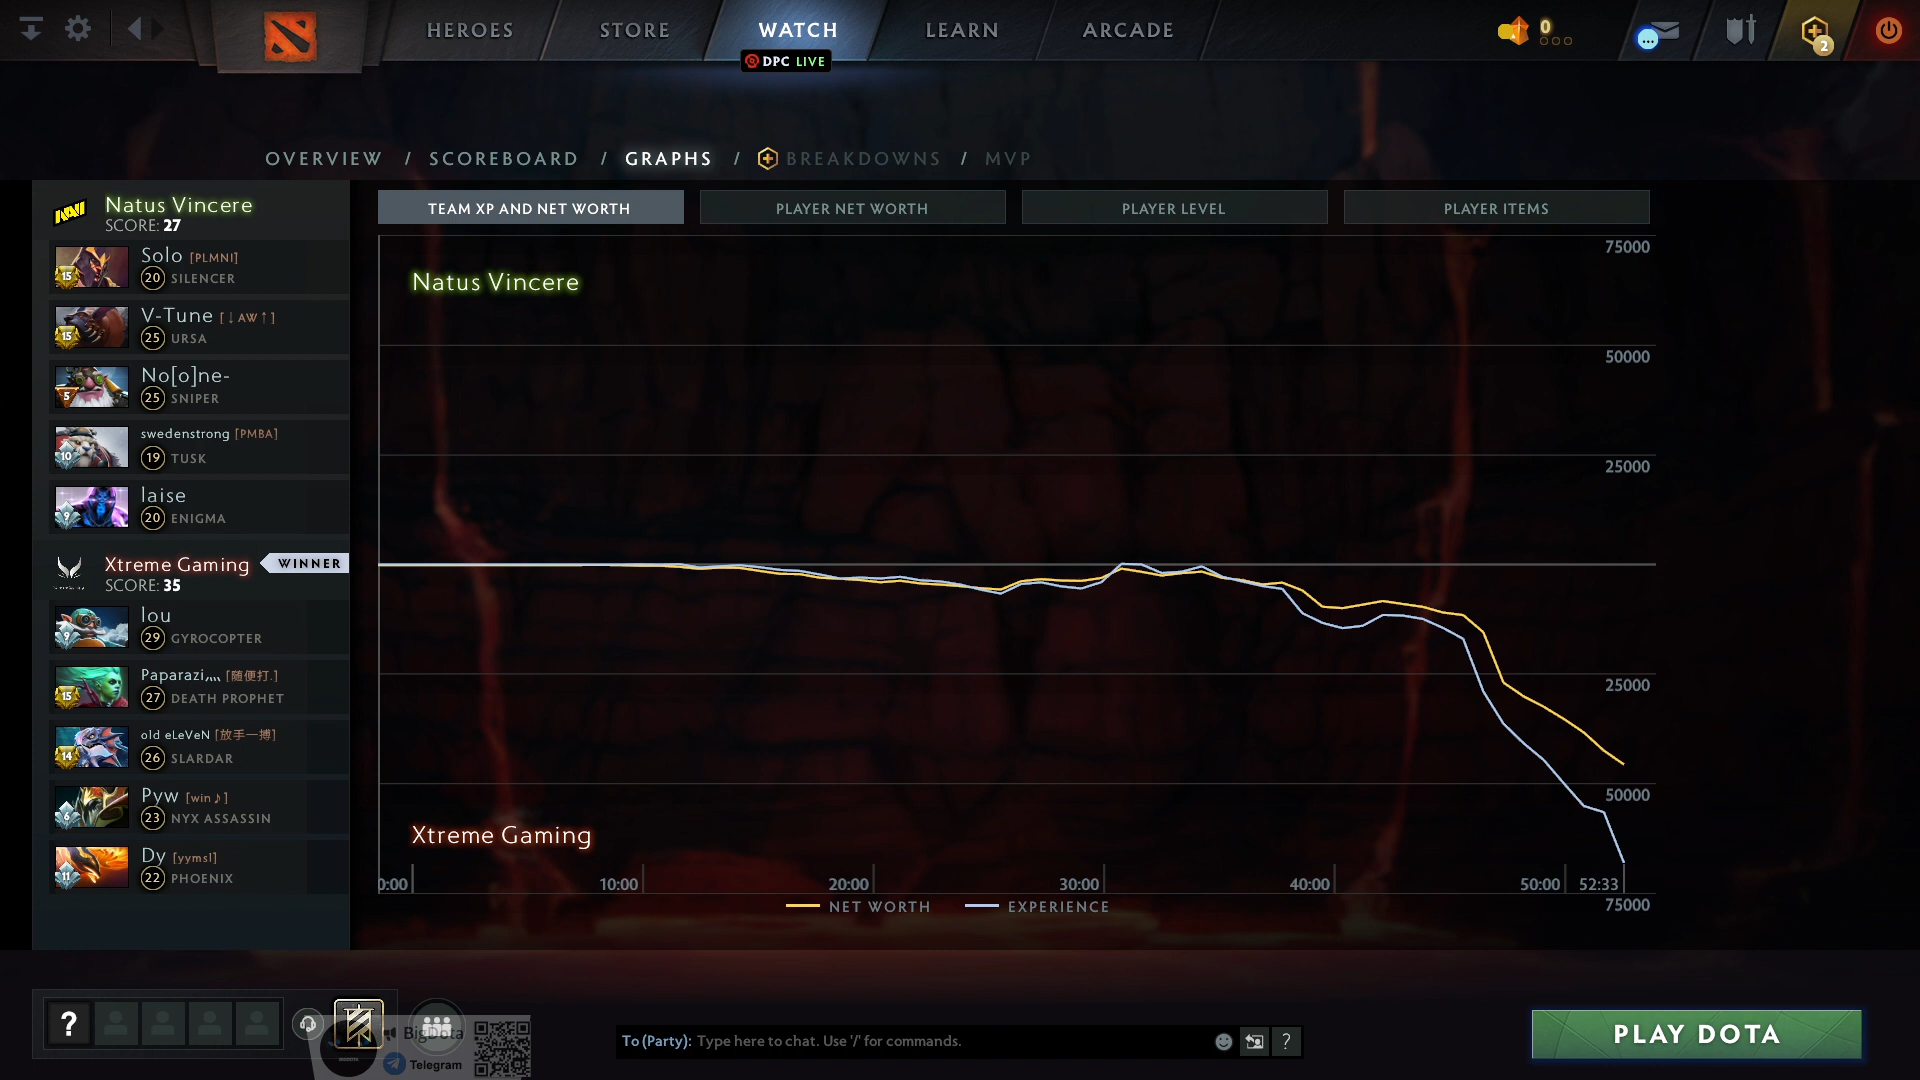 HEROES
STORE
WATCH
LEARN
ARCADE
0
2
DPC LIVE
OVERVIEW / SCOREBOARD / GRAPHS / BREAKDOWNS / MVP
Natus Vincere
SCORE: 27
Solo [PLMNI]
15
20 SILENCER
V-Tune [↓AW↑]
15
25 URSA
No[o]ne-
5
25 SNIPER
swedenstrong [PMBA]
10
19 TUSK
laise
9
20 ENIGMA
Xtreme Gaming
WINNER
SCORE: 35
lou
9
29 GYROCOPTER
Paparazi灬 [随便打.]
15
27 DEATH PROPHET
old eLeVeN [放手一搏]
14
26 SLARDAR
Pyw [win♪]
6
23 NYX ASSASSIN
Dy [yymsl]
11
22 PHOENIX
TEAM XP AND NET WORTH
PLAYER NET WORTH
PLAYER LEVEL
PLAYER ITEMS
75000
Natus Vincere
50000
25000
25000
50000
Xtreme Gaming
0:00
10:00
20:00
30:00
40:00
50:00
52:33
75000
NET WORTH
EXPERIENCE
?
BigDota
Telegram
To (Party): Type here to chat. Use '/' for commands.
?
PLAY DOTA